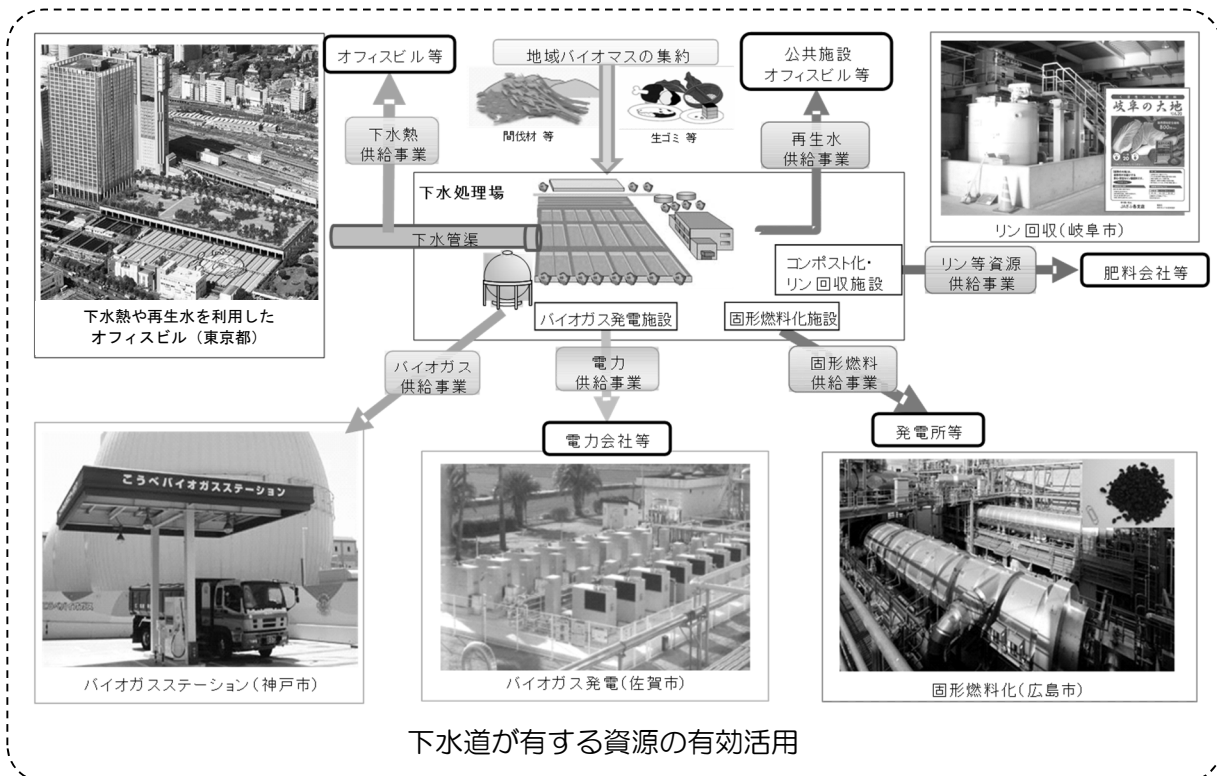 オフィスビル等
地域バイオマスの集約
公共施設
オフィスビル等
下水熱
供給事業
間伐材 等
生ゴミ 等
再生水
供給事業
岐阜の大地
リン回収(岐阜市)
下水処理場
下水管渠
コンポスト化・
リン回収施設
リン等資源
供給事業
肥料会社等
下水熱や再生水を利用した
オフィスビル（東京都）
バイオガス発電施設
固形燃料化施設
バイオガス
供給事業
電力
供給事業
固形燃料
供給事業
電力会社等
発電所等
こうべバイオガスステーション
バイオガスステーション(神戸市)
バイオガス発電(佐賀市)
固形燃料化(広島市)
下水道が有する資源の有効活用